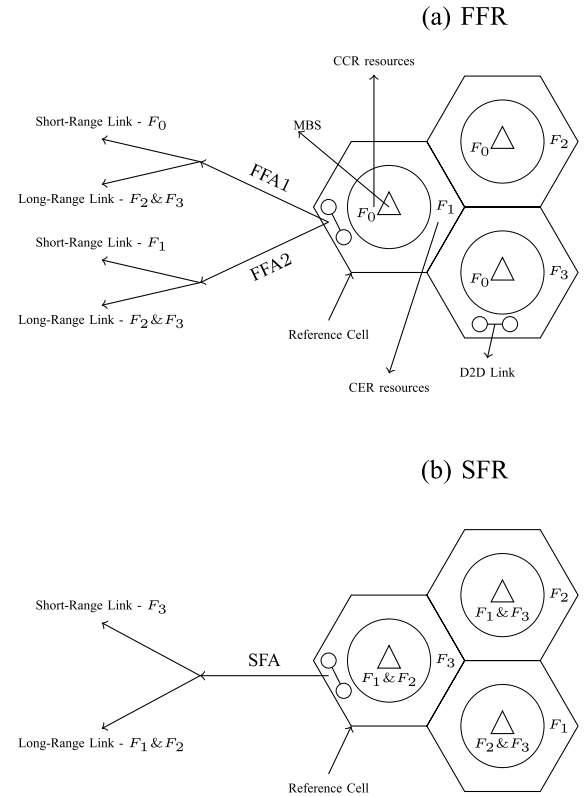 (a) FFR
CCR resources
MBS
Short-Range Link - F₀
FFA1
Long-Range Link - F₂&F₃
Short-Range Link - F₁
FFA2
Long-Range Link - F₂&F₃
F₀
F₁
F₀
F₂
F₀
F₃
Reference Cell
CER resources
D2D Link
(b) SFR
Short-Range Link - F₃
SFA
Long-Range Link - F₁&F₂
F₁&F₂
F₃
F₁&F₃
F₂
F₂&F₃
F₁
Reference Cell